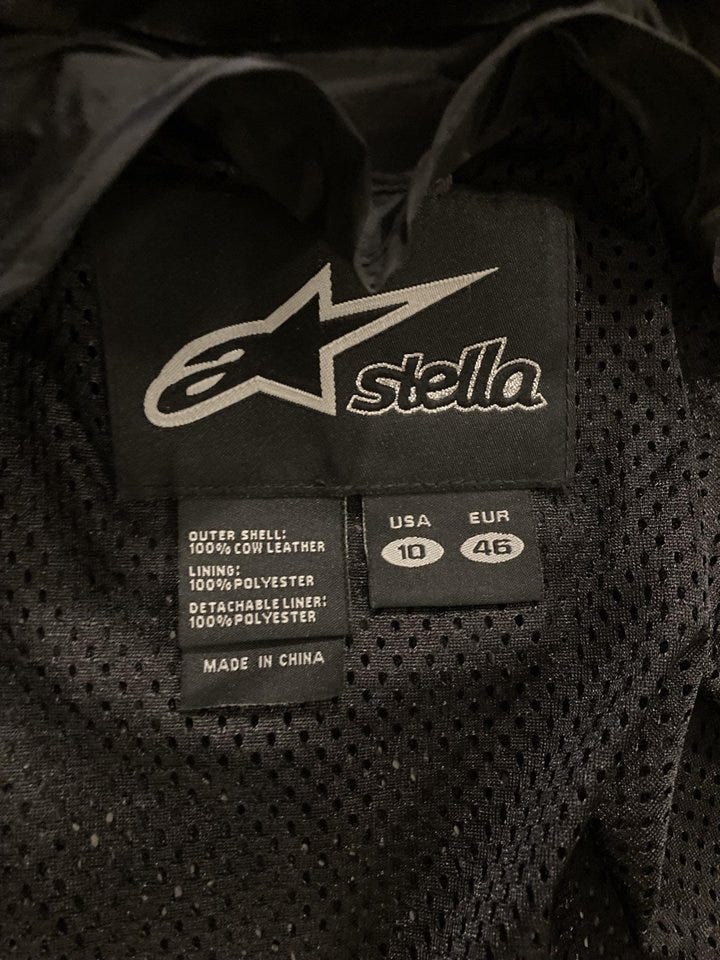 stella
OUTER SHELL:
100% COW LEATHER
LINING:
100% POLYESTER
DETACHABLE LINER:
100% POLYESTER
MADE IN CHINA
USA EUR
10 46